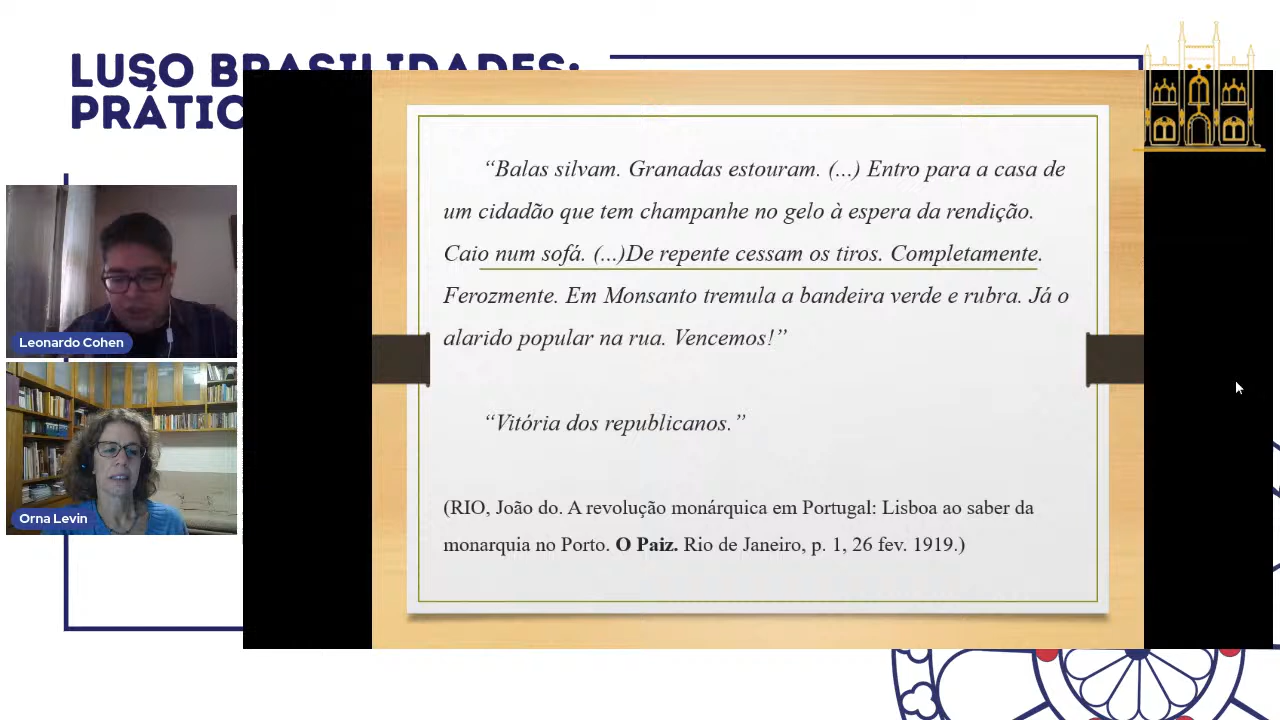 LUSO BRASILIDADES:
PRÁTIC
“Balas silvam. Granadas estouram. (...) Entro para a casa de
um cidadão que tem champanhe no gelo à espera da rendição.
Caio num sofá. (...)De repente cessam os tiros. Completamente.
Ferozmente. Em Monsanto tremula a bandeira verde e rubra. Já o
alarido popular na rua. Vencemos!”
“Vitória dos republicanos.”
(RIO, João do. A revolução monárquica em Portugal: Lisboa ao saber da
monarquia no Porto. O Paiz. Rio de Janeiro, p. 1, 26 fev. 1919.)
Leonardo Cohen
Orna Levin